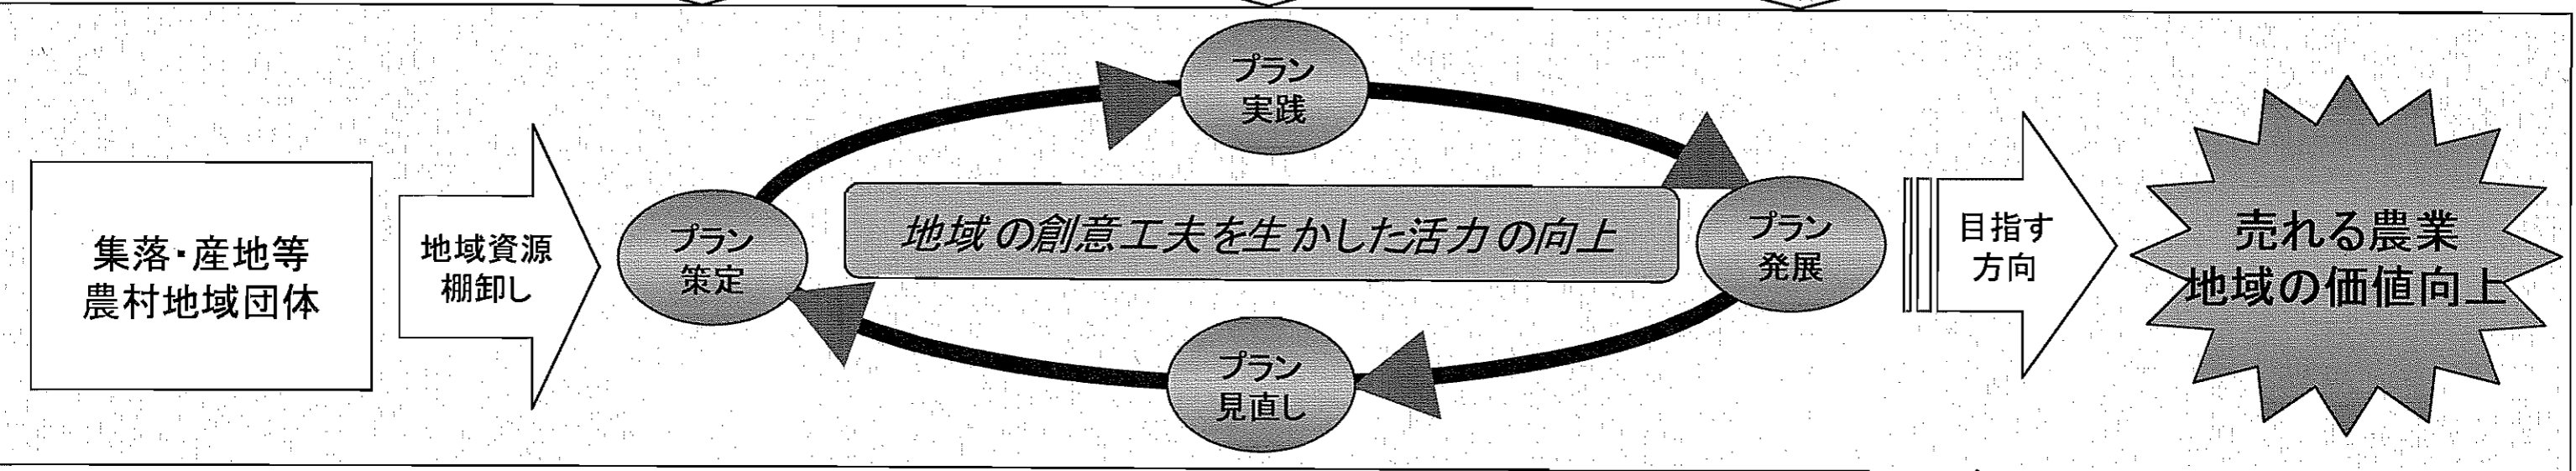 集落・産地等
農村地域団体
地域資源
棚卸し
プラン
策定
プラン
実践
地域の創意工夫を生かした活力の向上
プラン
発展
プラン
見直し
目指す
方向
売れる農業
地域の価値向上